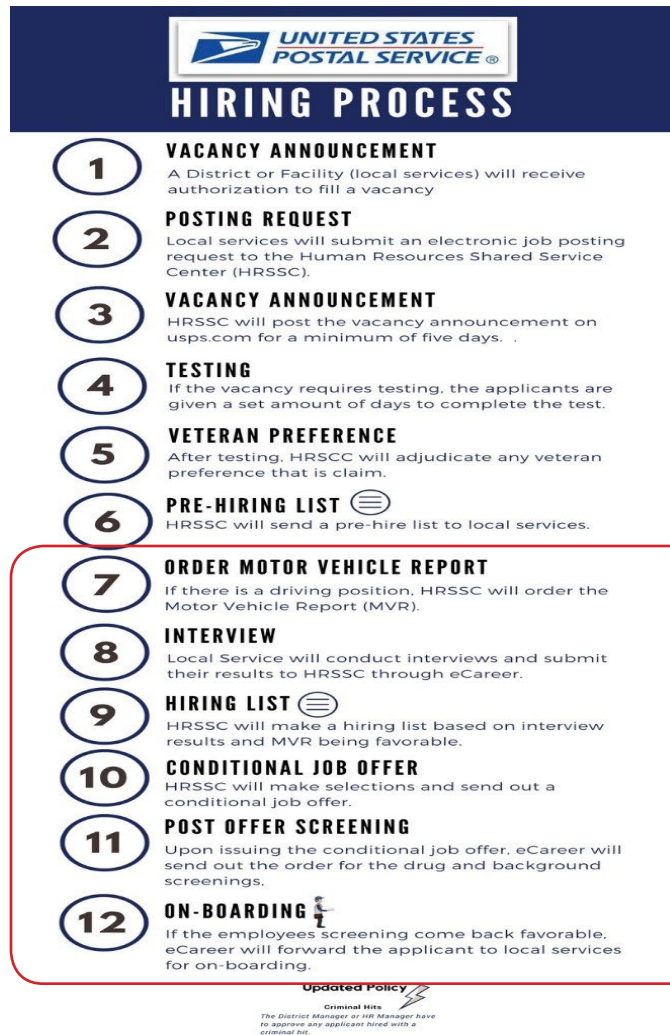 UNITED STATES
POSTAL SERVICE ®
HIRING PROCESS
1
VACANCY ANNOUNCEMENT
A District or Facility (local services) will receive
authorization to fill a vacancy
2
POSTING REQUEST
Local services will submit an electronic job posting
request to the Human Resources Shared Service
Center (HRSSC).
3
VACANCY ANNOUNCEMENT
HRSSC will post the vacancy announcement on
usps.com for a minimum of five days. .
4
TESTING
If the vacancy requires testing, the applicants are
given a set amount of days to complete the test.
5
VETERAN PREFERENCE
After testing, HRSCC will adjudicate any veteran
preference that is claim.
6
PRE-HIRING LIST
HRSSC will send a pre-hire list to local services.
7
ORDER MOTOR VEHICLE REPORT
If there is a driving position, HRSSC will order the
Motor Vehicle Report (MVR).
8
INTERVIEW
Local Service will conduct interviews and submit
their results to HRSSC through eCareer.
9
HIRING LIST
HRSSC will make a hiring list based on interview
results and MVR being favorable.
10
CONDITIONAL JOB OFFER
HRSSC will make selections and send out a
conditional job offer.
11
POST OFFER SCREENING
Upon issuing the conditional job offer, eCareer will
send out the order for the drug and background
screenings,
12
ON-BOARDING
If the employees screening come back favorable,
eCareer will forward the applicant to local services
for on-boarding.
Updated Policy
Criminal Hits
The District Manager or HR Manager have
to approve any applicant hired with a
criminal hit.